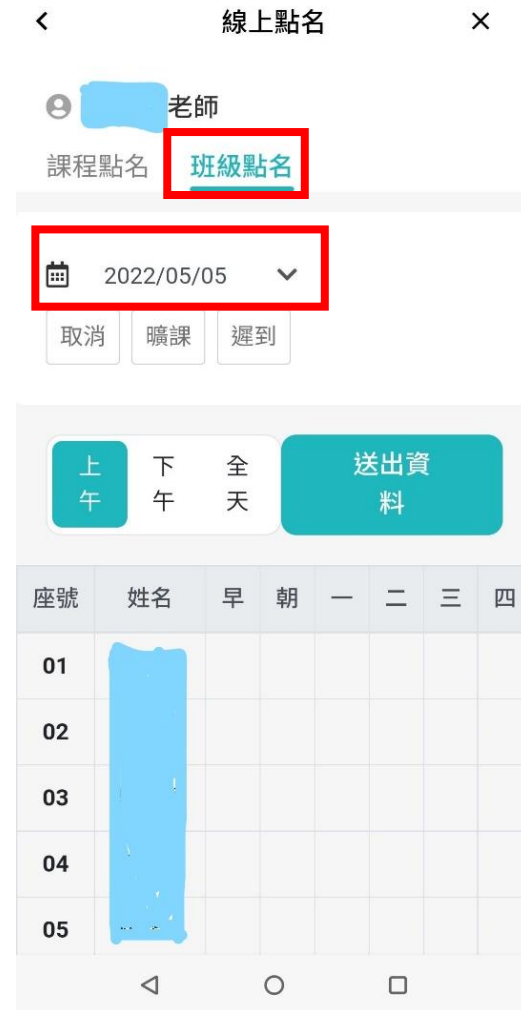 線上點名
老師
課程點名 班級點名
2022/05/05
取消 曠課 遲到
上午 下午 全天 送出資料
座號 姓名 早 朝 一 二 三 四
01
02
03
04
05